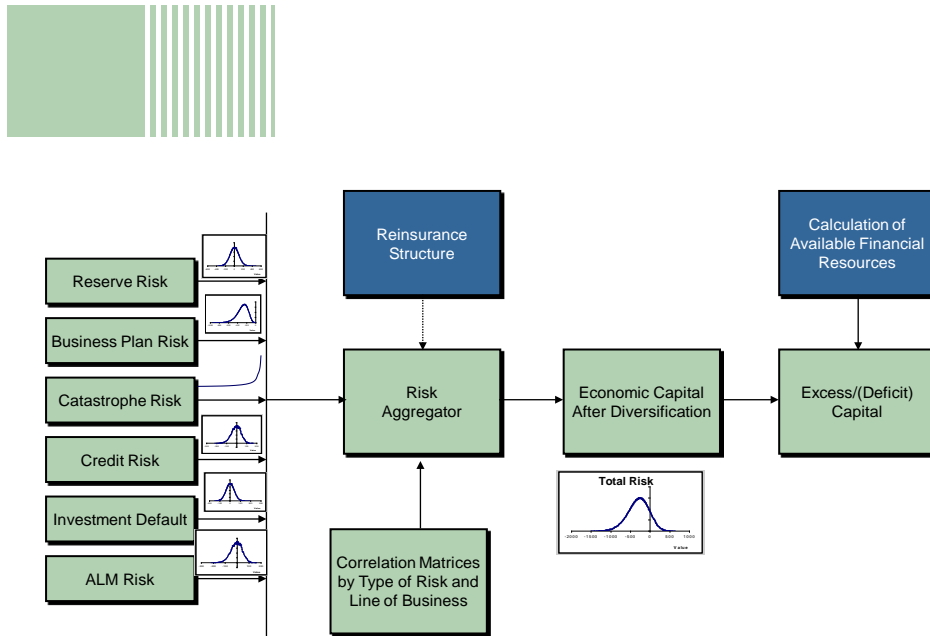 Reinsurance
Structure
Calculation of
Available Financial
Resources
Reserve Risk
Business Plan Risk
Catastrophe Risk
Credit Risk
Investment Default
ALM Risk
Risk
Aggregator
Economic Capital
After Diversification
Excess/(Deficit)
Capital
Total Risk
-2000 -1500 -1000 -500 0 500 1000
Value
Correlation Matrices
by Type of Risk and
Line of Business